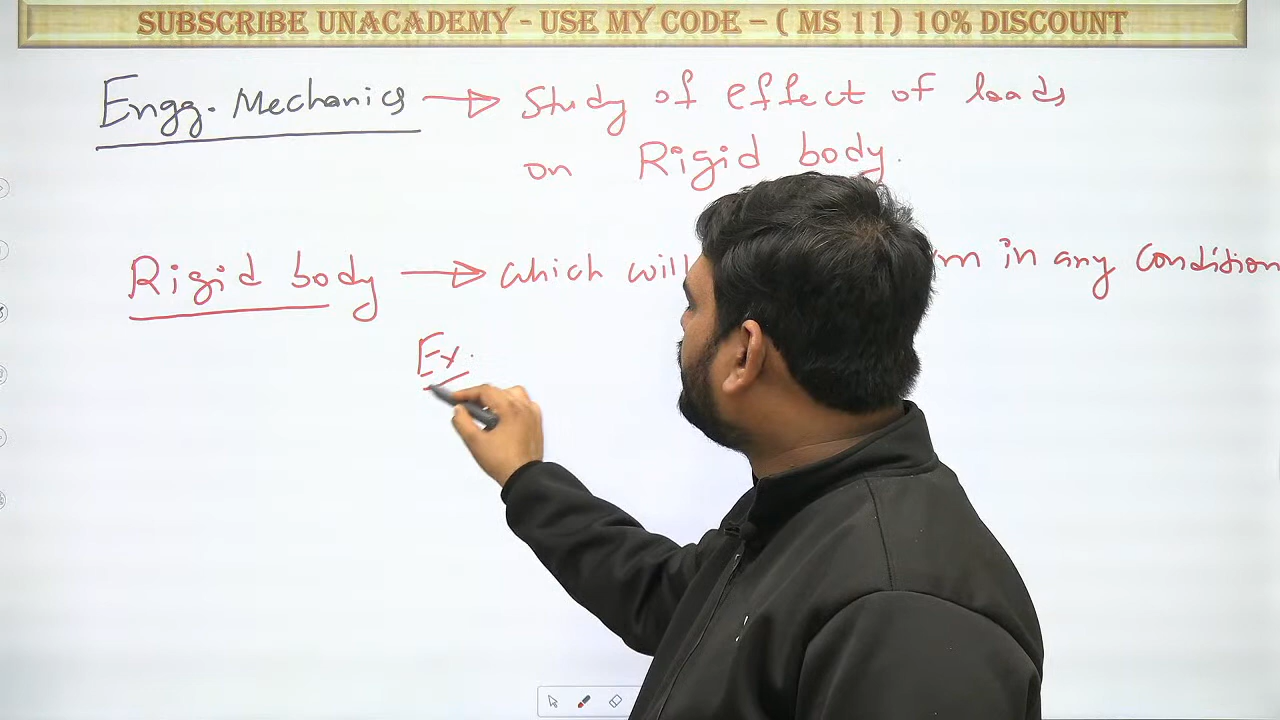 SUBSCRIBE UNACADEMY - USE MY CODE – ( MS 11) 10% DISCOUNT
Engg. Mechanics → Study of effect of loads
on Rigid body.
Rigid body → which will in any condition
Ex.